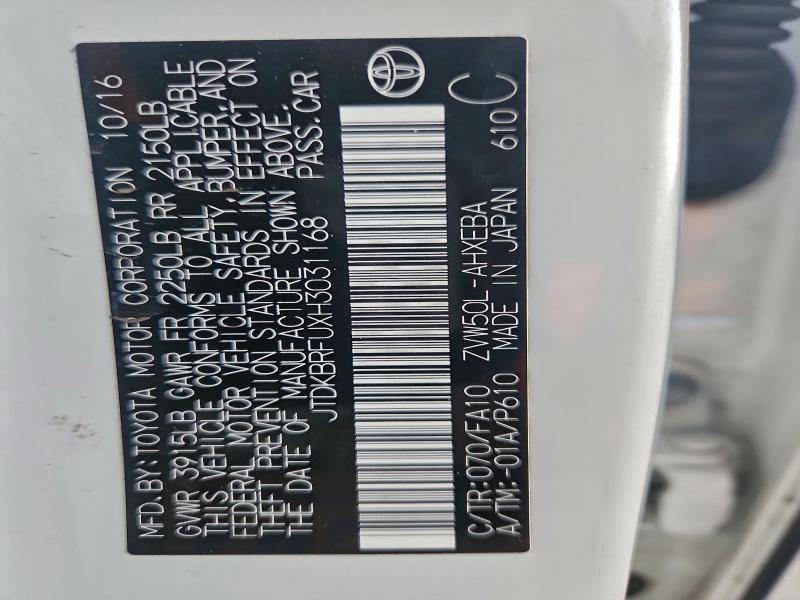 MFD. BY: TOYOTA MOTOR CORPORATION 10/16
GVWR 3915LB GAWR FR 2250LB RR 2150LB
THIS VEHICLE CONFORMS TO ALL APPLICABLE
FEDERAL MOTOR VEHICLE SAFETY, BUMPER, AND
THEFT PREVENTION STANDARDS IN EFFECT ON
THE DATE OF MANUFACTURE SHOWN ABOVE.
JTDKBRFUXH3031168 PASS. CAR
C/TR: 070/FA10 ZVW50L-AHXEBA
A/TM: -01A/P610 MADE IN JAPAN 610 C